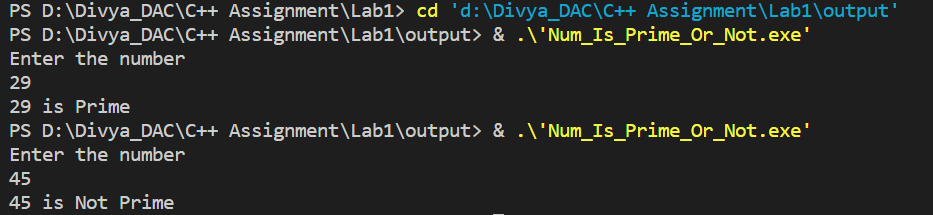 PS D:\Divya_DAC\C++ Assignment\Lab1> cd 'd:\Divya_DAC\C++ Assignment\Lab1\output'
PS D:\Divya_DAC\C++ Assignment\Lab1\output> & .\'Num_Is_Prime_Or_Not.exe'
Enter the number
29
29 is Prime
PS D:\Divya_DAC\C++ Assignment\Lab1\output> & .\'Num_Is_Prime_Or_Not.exe'
Enter the number
45
45 is Not Prime